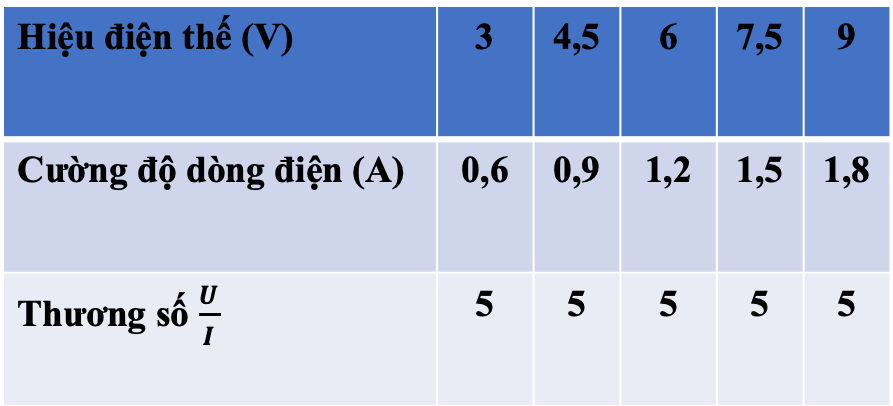 Hiệu điện thế (V) 3 4,5 6 7,5 9
Cường độ dòng điện (A) 0,6 0,9 1,2 1,5 1,8
Thương số U/I 5 5 5 5 5